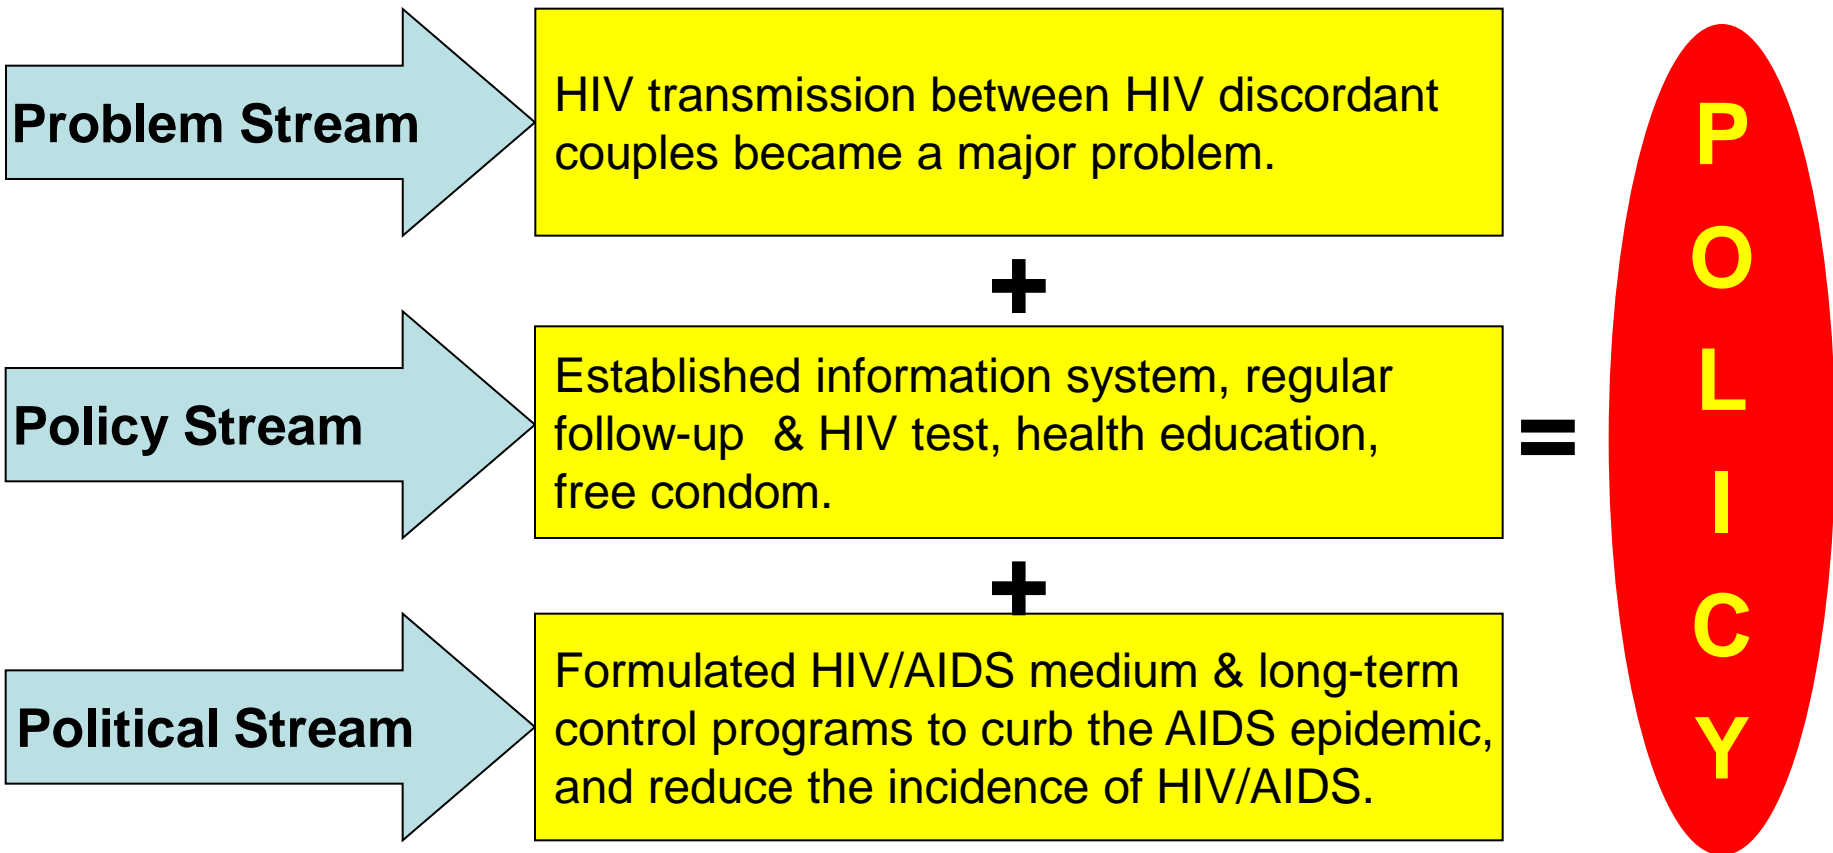 Problem Stream
HIV transmission between HIV discordant
couples became a major problem.
+
Policy Stream
Established information system, regular
follow-up  & HIV test, health education,
free condom.
+
Political Stream
Formulated HIV/AIDS medium & long-term
control programs to curb the AIDS epidemic,
and reduce the incidence of HIV/AIDS.
=
P
O
L
I
C
Y